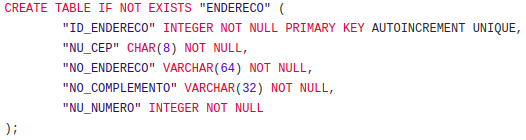 CREATE TABLE IF NOT EXISTS "ENDERECO" (
"ID_ENDERECO" INTEGER NOT NULL PRIMARY KEY AUTOINCREMENT UNIQUE,
"NU_CEP" CHAR(8) NOT NULL,
"NO_ENDERECO" VARCHAR(64) NOT NULL,
"NO_COMPLEMENTO" VARCHAR(32) NOT NULL,
"NU_NUMERO" INTEGER NOT NULL
);